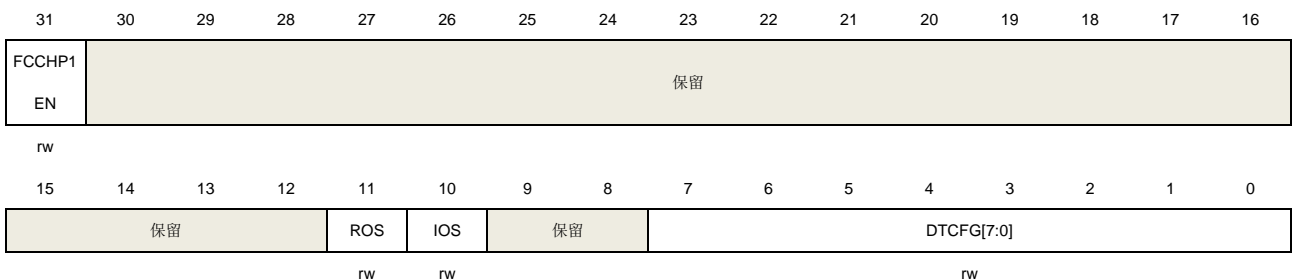 31 30 29 28 27 26 25 24 23 22 21 20 19 18 17 16
FCCHP1
EN
保留
rw
15 14 13 12 11 10 9 8 7 6 5 4 3 2 1 0
保留 ROS IOS 保留 DTCFG[7:0]
rw rw rw